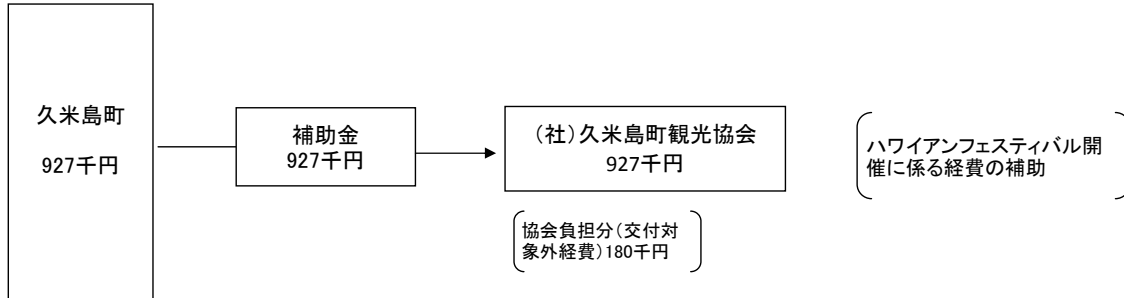 久米島町
927千円
補助金
927千円
(社)久米島町観光協会
927千円
ハワイアンフェスティバル開
催に係る経費の補助
協会負担分(交付対
象外経費)180千円